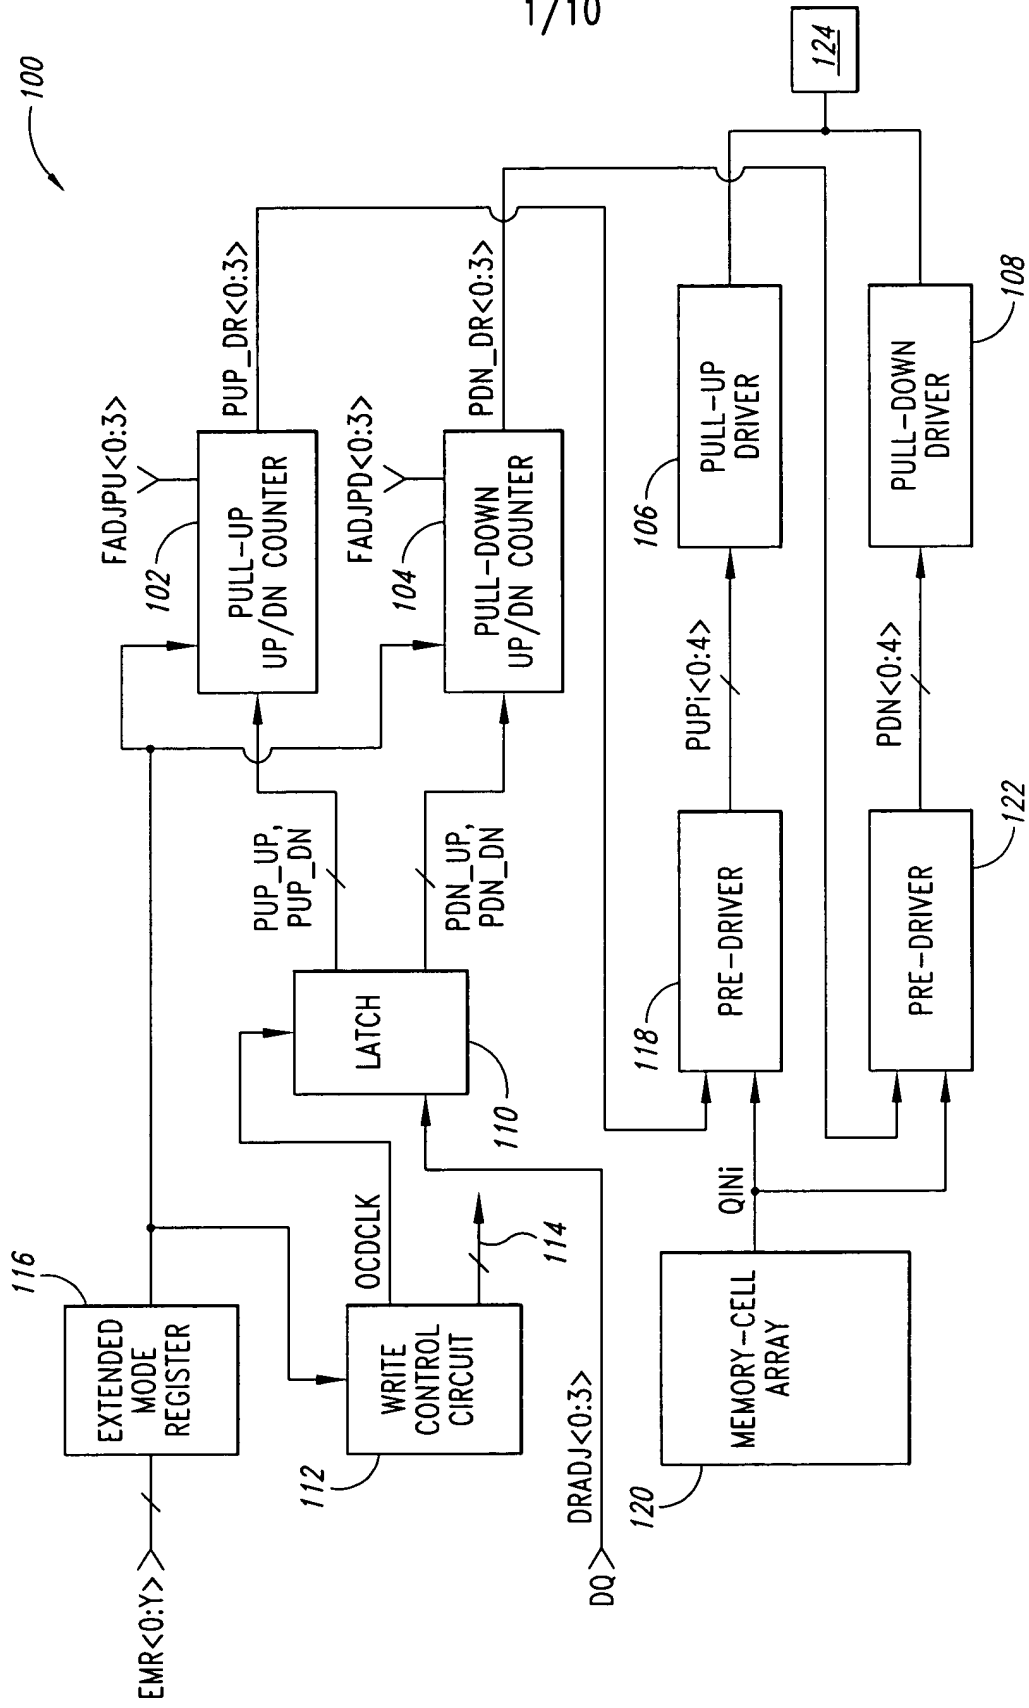 1/10
100
116
EXTENDED
MODE
REGISTER
EMR<0:Y>
FADJPU<0:3>
102
PULL-UP
UP/DN COUNTER
PUP_DR<0:3>
FADJPD<0:3>
104
PULL-DOWN
UP/DN COUNTER
PDN_DR<0:3>
PUP_UP,
PUP_DN
PDN_UP,
PDN_DN
LATCH
110
OCDCLK
114
WRITE
CONTROL
CIRCUIT
112
DRADJ<0:3>
DQ
MEMORY-CELL
ARRAY
120
QINi
118
PRE-DRIVER
PUPi<0:4>
106
PULL-UP
DRIVER
PRE-DRIVER
122
PDN<0:4>
PULL-DOWN
DRIVER
108
124